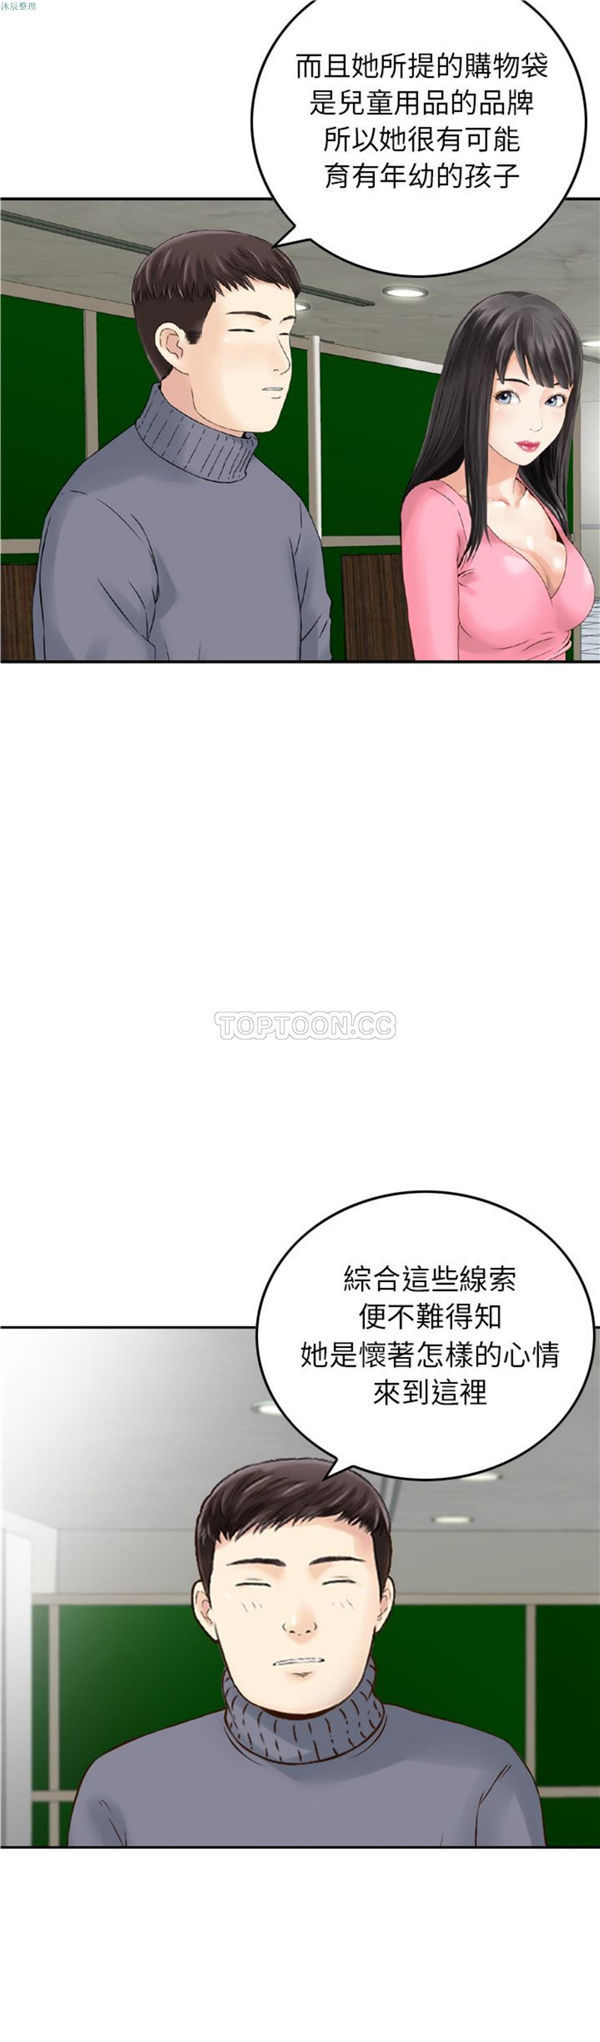 沐辰整理
而且她所提的購物袋
是兒童用品的品牌
所以她很有可能
育有年幼的孩子
TOPTOON.CC
綜合這些線索
便不難得知
她是懷著怎樣的心情
來到這裡